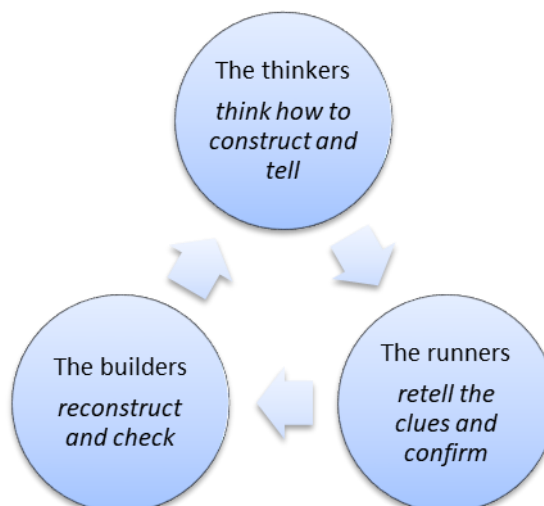 The thinkers
think how to
construct and
tell
The builders
reconstruct
and check
The runners
retell the
clues and
confirm